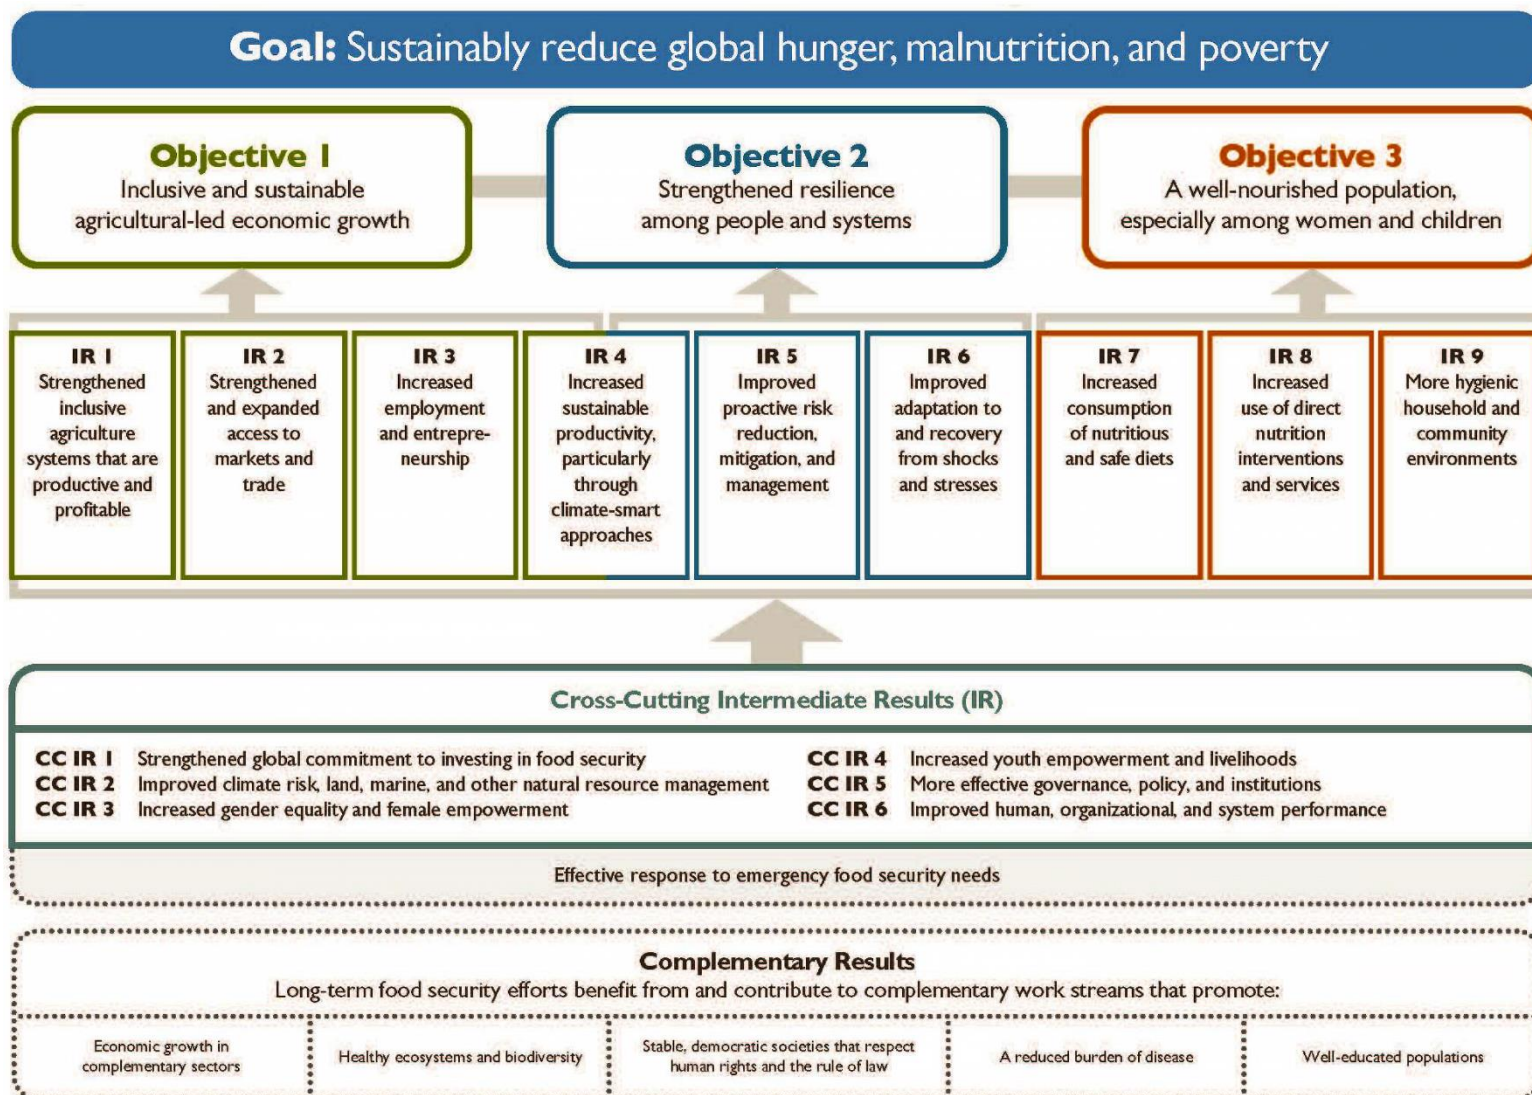 Goal: Sustainably reduce global hunger, malnutrition, and poverty
Objective 1
Inclusive and sustainable
agricultural-led economic growth
Objective 2
Strengthened resilience
among people and systems
Objective 3
A well-nourished population,
especially among women and children
IR 1
Strengthened
inclusive
agriculture
systems that are
productive and
profitable
IR 2
Strengthened
and expanded
access to
markets and
trade
IR 3
Increased
employment
and entrepre-
neurship
IR 4
Increased
sustainable
productivity,
particularly
through
climate-smart
approaches
IR 5
Improved
proactive risk
reduction,
mitigation, and
management
IR 6
Improved
adaptation to
and recovery
from shocks
and stresses
IR 7
Increased
consumption
of nutritious
and safe diets
IR 8
Increased
use of direct
nutrition
interventions
and services
IR 9
More hygienic
household and
community
environments
Cross-Cutting Intermediate Results (IR)
CC IR 1 Strengthened global commitment to investing in food security
CC IR 2 Improved climate risk, land, marine, and other natural resource management
CC IR 3 Increased gender equality and female empowerment
CC IR 4 Increased youth empowerment and livelihoods
CC IR 5 More effective governance, policy, and institutions
CC IR 6 Improved human, organizational, and system performance
Effective response to emergency food security needs
Complementary Results
Long-term food security efforts benefit from and contribute to complementary work streams that promote:
Economic growth in
complementary sectors
Healthy ecosystems and biodiversity
Stable, democratic societies that respect
human rights and the rule of law
A reduced burden of disease
Well-educated populations